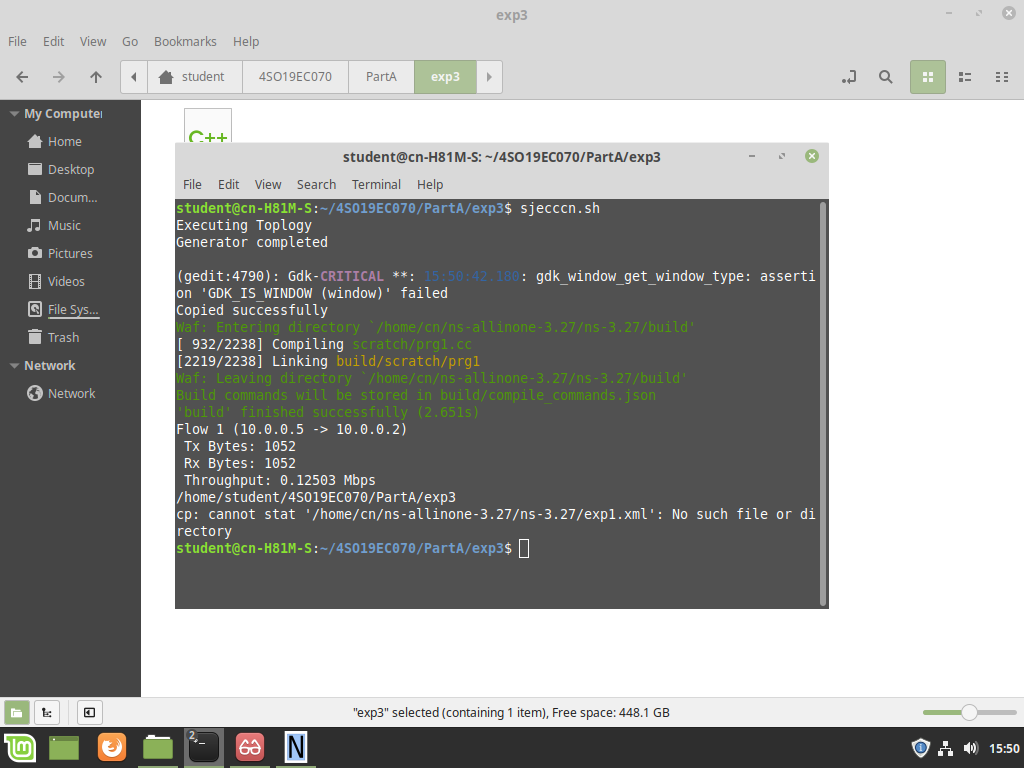 exp3
File Edit View Go Bookmarks Help
student 4SO19EC070 PartA exp3
My Computer
Home
Desktop
Docum...
Music
Pictures
Videos
File Sys...
Trash
Network
Network
C++
student@cn-H81M-S: ~/4SO19EC070/PartA/exp3
File Edit View Search Terminal Help
student@cn-H81M-S:~/4SO19EC070/PartA/exp3$ sjecccn.sh
Executing Toplogy
Generator completed
(gedit:4790): Gdk-CRITICAL **: 15:50:42.180: gdk_window_get_window_type: asserti
on 'GDK_IS_WINDOW (window)' failed
Copied successfully
Waf: Entering directory `/home/cn/ns-allinone-3.27/ns-3.27/build'
[ 932/2238] Compiling scratch/prg1.cc
[2219/2238] Linking build/scratch/prg1
Waf: Leaving directory `/home/cn/ns-allinone-3.27/ns-3.27/build'
Build commands will be stored in build/compile_commands.json
'build' finished successfully (2.651s)
Flow 1 (10.0.0.5 -> 10.0.0.2)
Tx Bytes: 1052
Rx Bytes: 1052
Throughput: 0.12503 Mbps
/home/student/4SO19EC070/PartA/exp3
cp: cannot stat '/home/cn/ns-allinone-3.27/ns-3.27/exp1.xml': No such file or di
rectory
student@cn-H81M-S:~/4SO19EC070/PartA/exp3$
"exp3" selected (containing 1 item), Free space: 448.1 GB
2
N
15:50